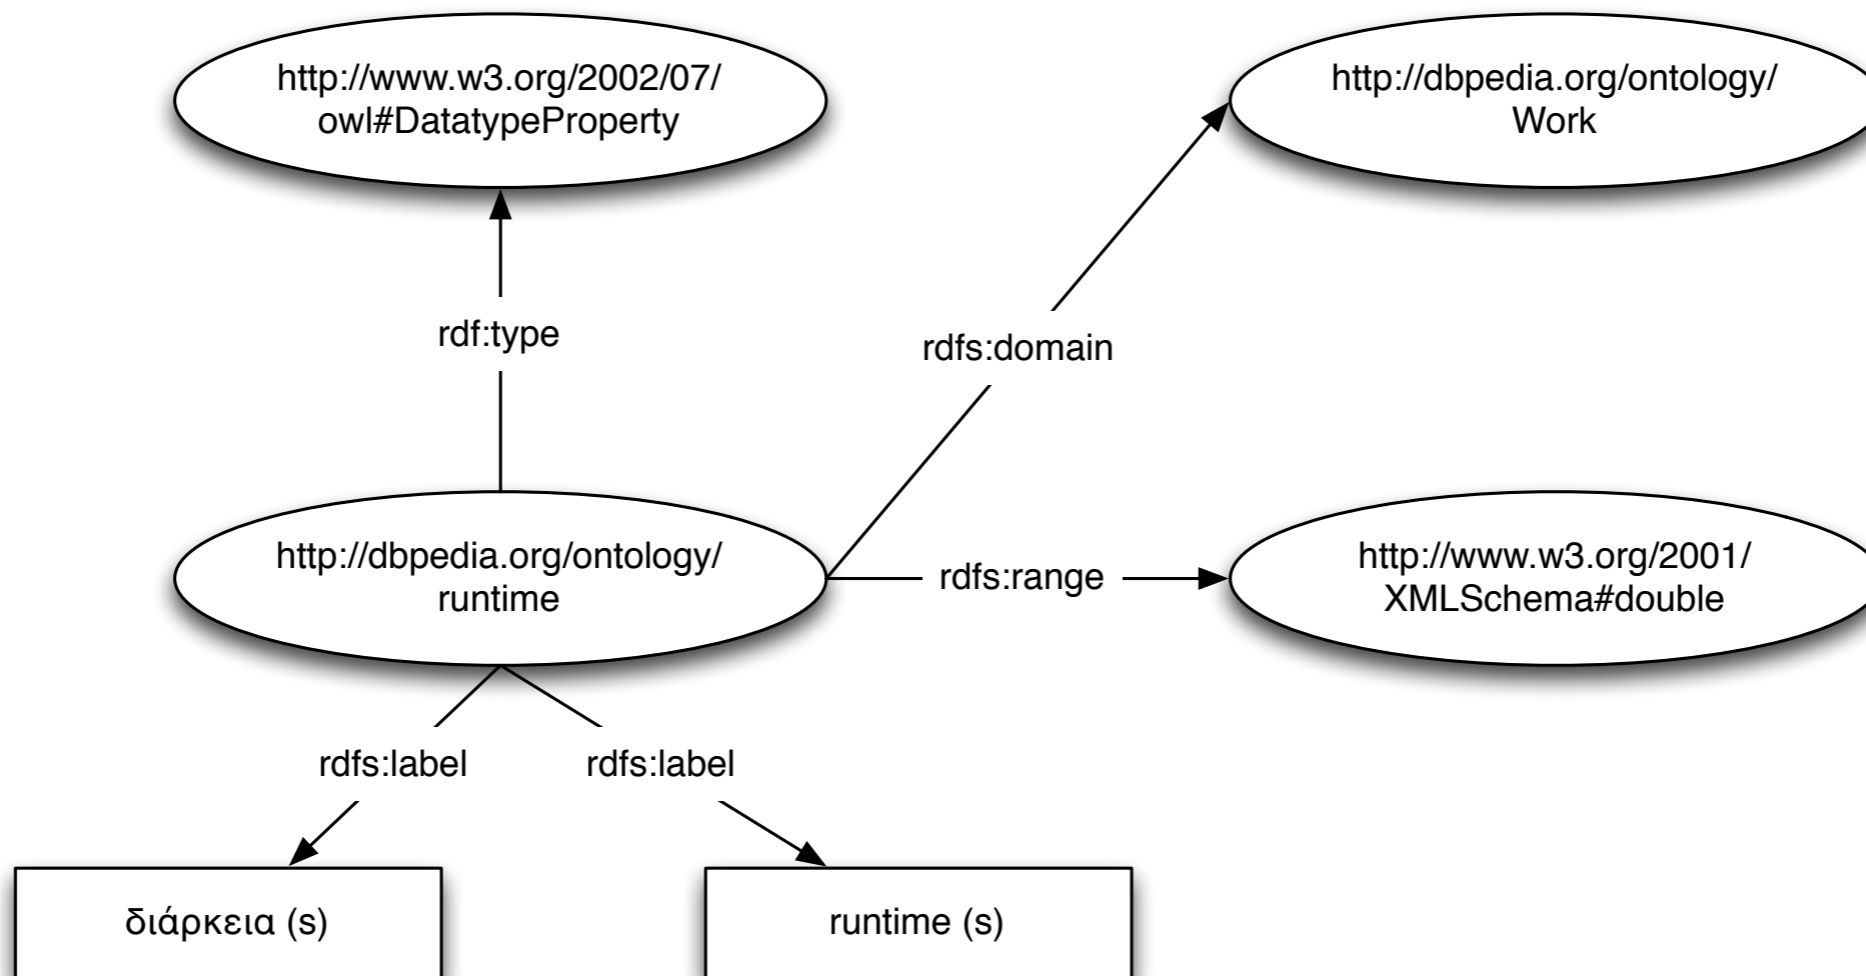 http://www.w3.org/2002/07/
owl#DatatypeProperty
http://dbpedia.org/ontology/
Work
rdf:type
rdfs:domain
http://dbpedia.org/ontology/
runtime
rdfs:range
http://www.w3.org/2001/
XMLSchema#double
rdfs:label
rdfs:label
διάρκεια (s)
runtime (s)